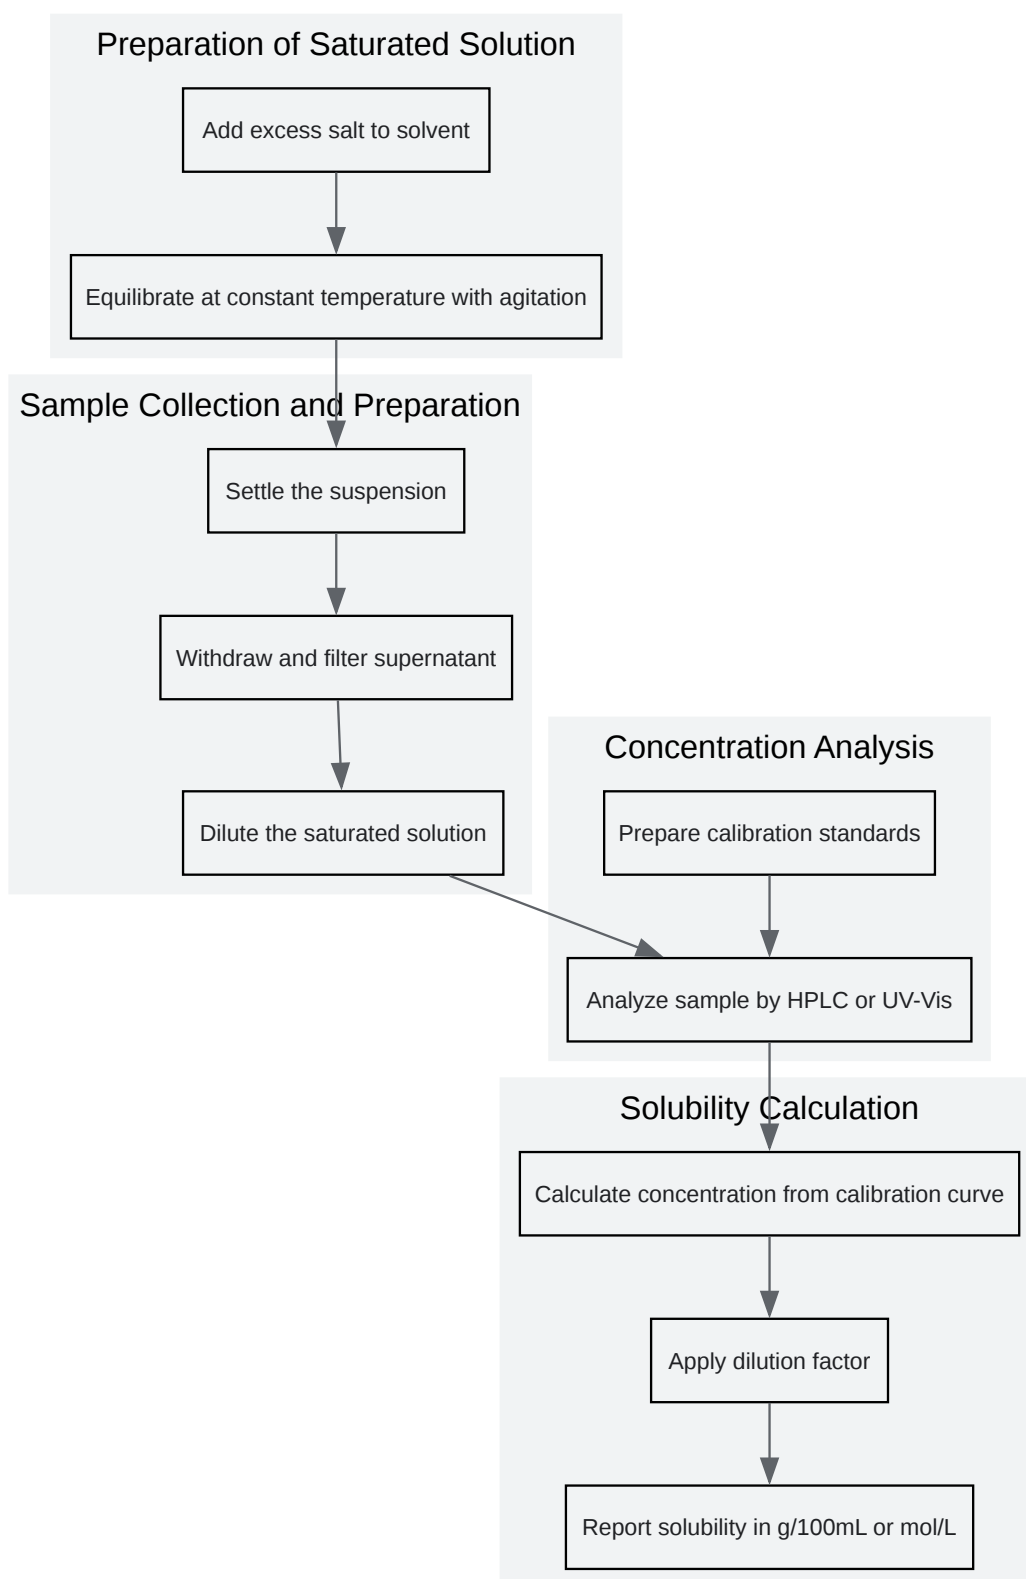 Preparation of Saturated Solution
Add excess salt to solvent
Equilibrate at constant temperature with agitation
Sample Collection and Preparation
Settle the suspension
Withdraw and filter supernatant
Dilute the saturated solution
Concentration Analysis
Prepare calibration standards
Analyze sample by HPLC or UV-Vis
Solubility Calculation
Calculate concentration from calibration curve
Apply dilution factor
Report solubility in g/100mL or mol/L